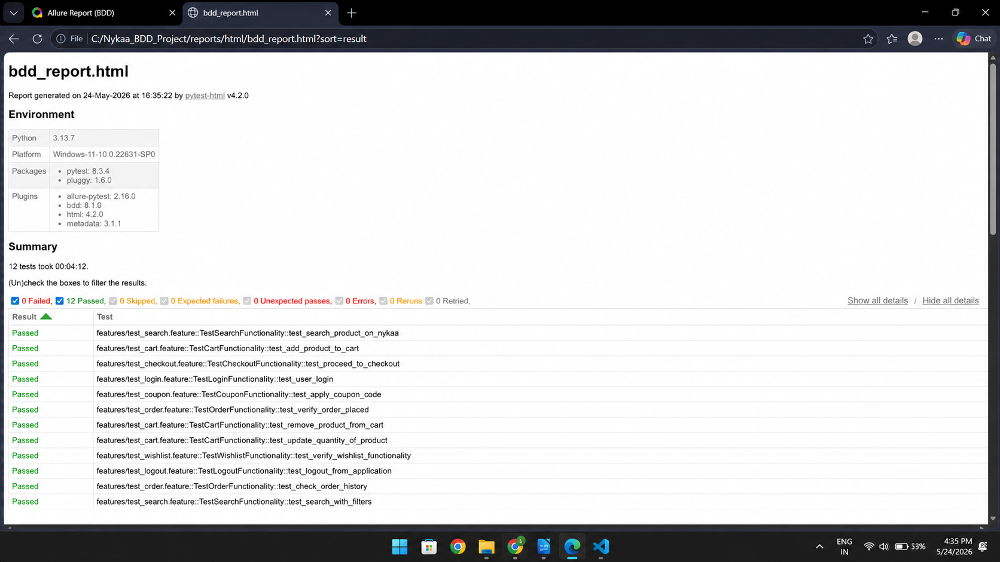 Allure Report (BDD)
bdd_report.html
File C:/Nykaa_BDD_Project/reports/html/bdd_report.html?sort=result
Chat
bdd_report.html
Report generated on 24-May-2026 at 16:35:22 by pytest-html v4.2.0
Environment
Python 3.13.7
Platform Windows-11-10.0.22631-SP0
Packages • pytest: 8.3.4
• pluggy: 1.6.0
Plugins • allure-pytest: 2.16.0
• bdd: 8.1.0
• html: 4.2.0
• metadata: 3.1.1
Summary
12 tests took 00:04:12.
(Un)check the boxes to filter the results.
0 Failed, 12 Passed, 0 Skipped, 0 Expected failures, 0 Unexpected passes, 0 Errors, 0 Reruns 0 Retried, Show all details / Hide all details
Result Test
Passed features/test_search.feature::TestSearchFunctionality::test_search_product_on_nykaa
Passed features/test_cart.feature::TestCartFunctionality::test_add_product_to_cart
Passed features/test_checkout.feature::TestCheckoutFunctionality::test_proceed_to_checkout
Passed features/test_login.feature::TestLoginFunctionality::test_user_login
Passed features/test_coupon.feature::TestCouponFunctionality::test_apply_coupon_code
Passed features/test_order.feature::TestOrderFunctionality::test_verify_order_placed
Passed features/test_cart.feature::TestCartFunctionality::test_remove_product_from_cart
Passed features/test_cart.feature::TestCartFunctionality::test_update_quantity_of_product
Passed features/test_wishlist.feature::TestWishlistFunctionality::test_verify_wishlist_functionality
Passed features/test_logout.feature::TestLogoutFunctionality::test_logout_from_application
Passed features/test_order.feature::TestOrderFunctionality::test_check_order_history
Passed features/test_search.feature::TestSearchFunctionality::test_search_with_filters
ENG
IN
4:35 PM
5/24/2026